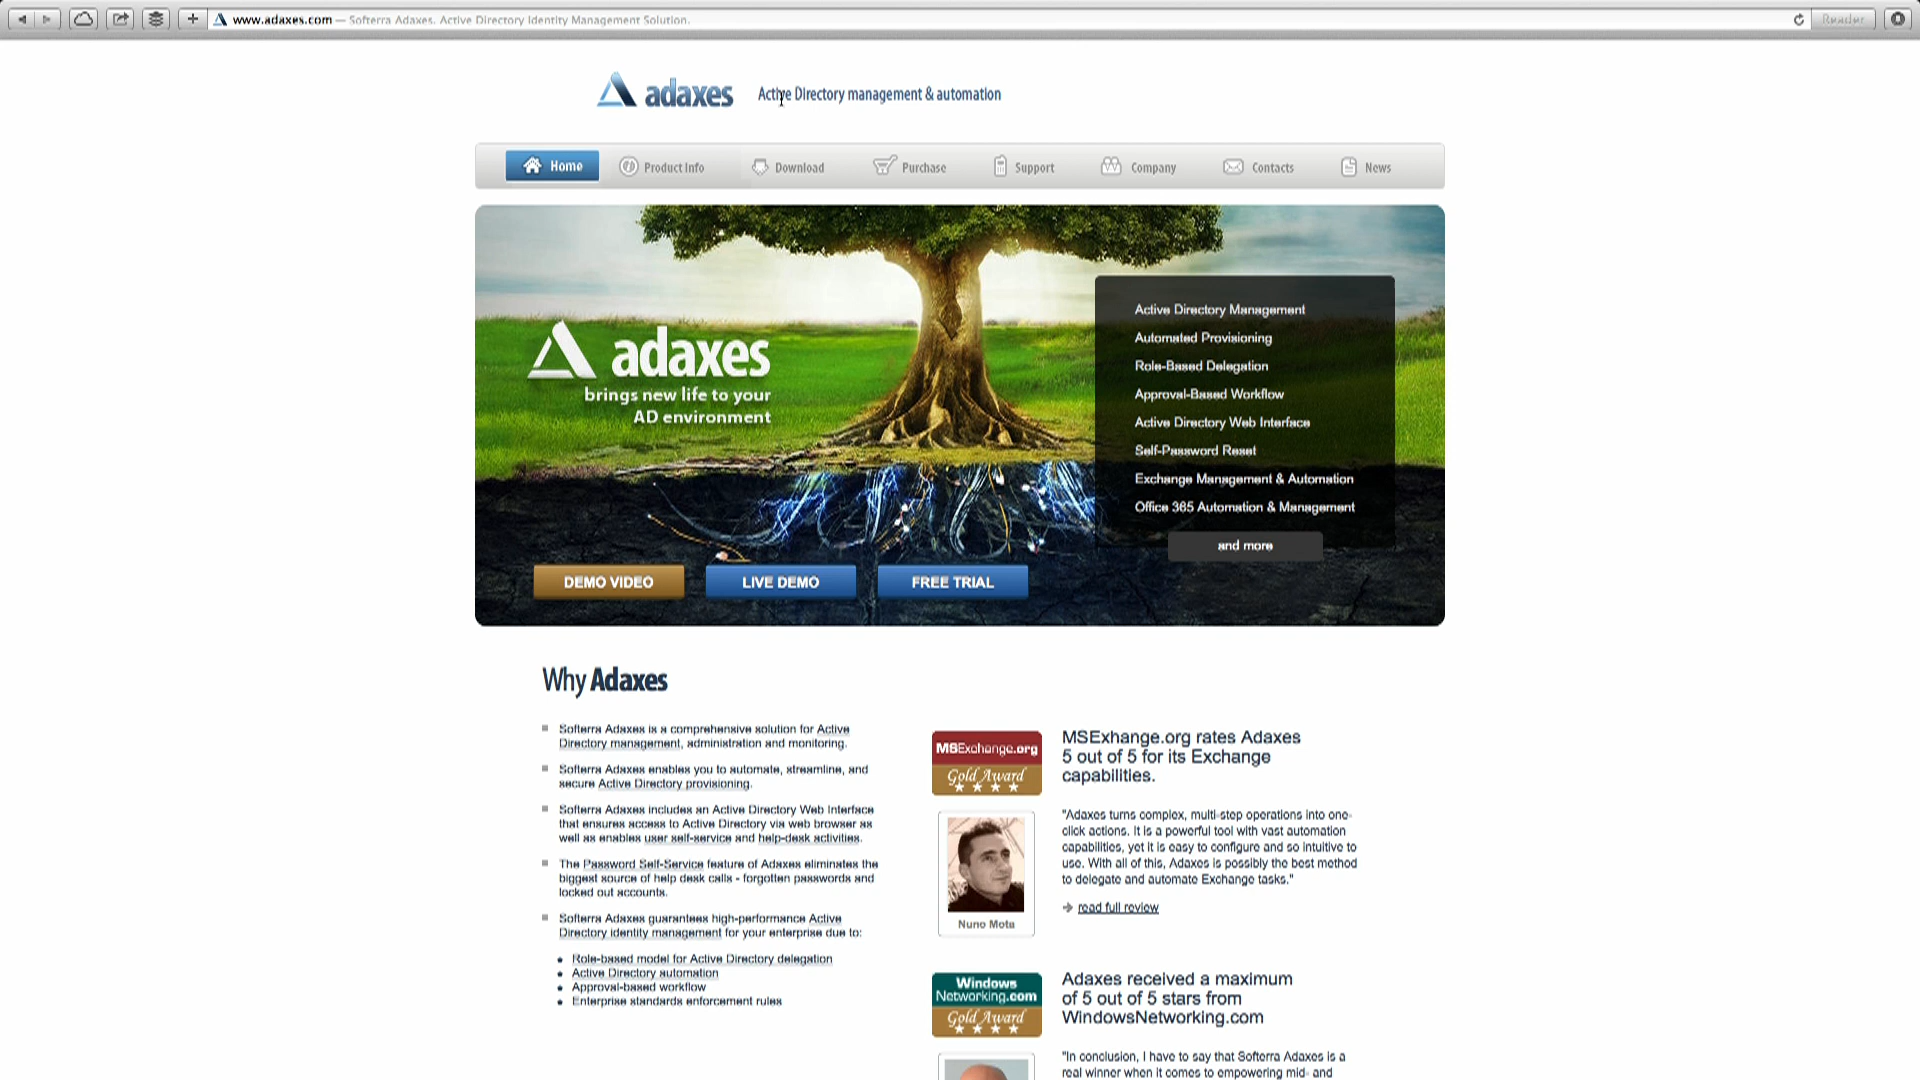 www.adaxes.com — Softerra Adaxes. Active Directory Identity Management Solution.
Reader
adaxes Active Directory management & automation
Home Product Info Download Purchase Support Company Contacts News
adaxes
brings new life to your
AD environment
Active Directory Management
Automated Provisioning
Role-Based Delegation
Approval-Based Workflow
Active Directory Web Interface
Self-Password Reset
Exchange Management & Automation
Office 365 Automation & Management
and more
DEMO VIDEO LIVE DEMO FREE TRIAL
Why Adaxes
Softerra Adaxes is a comprehensive solution for Active
Directory management, administration and monitoring.
Softerra Adaxes enables you to automate, streamline, and
secure Active Directory provisioning.
Softerra Adaxes includes an Active Directory Web Interface
that ensures access to Active Directory via web browser as
well as enables user self-service and help-desk activities.
The Password Self-Service feature of Adaxes eliminates the
biggest source of help desk calls - forgotten passwords and
locked out accounts.
Softerra Adaxes guarantees high-performance Active
Directory identity management for your enterprise due to:
Role-based model for Active Directory delegation
Active Directory automation
Approval-based workflow
Enterprise standards enforcement rules
MSExchange.org
Gold Award
MSExhange.org rates Adaxes
5 out of 5 for its Exchange
capabilities.
"Adaxes turns complex, multi-step operations into one-
click actions. It is a powerful tool with vast automation
capabilities, yet it is easy to configure and so intuitive to
use. With all of this, Adaxes is possibly the best method
to delegate and automate Exchange tasks."
read full review
Nuno Mota
Windows
Networking.com
Gold Award
Adaxes received a maximum
of 5 out of 5 stars from
WindowsNetworking.com
"In conclusion, I have to say that Softerra Adaxes is a
real winner when it comes to empowering mid- and